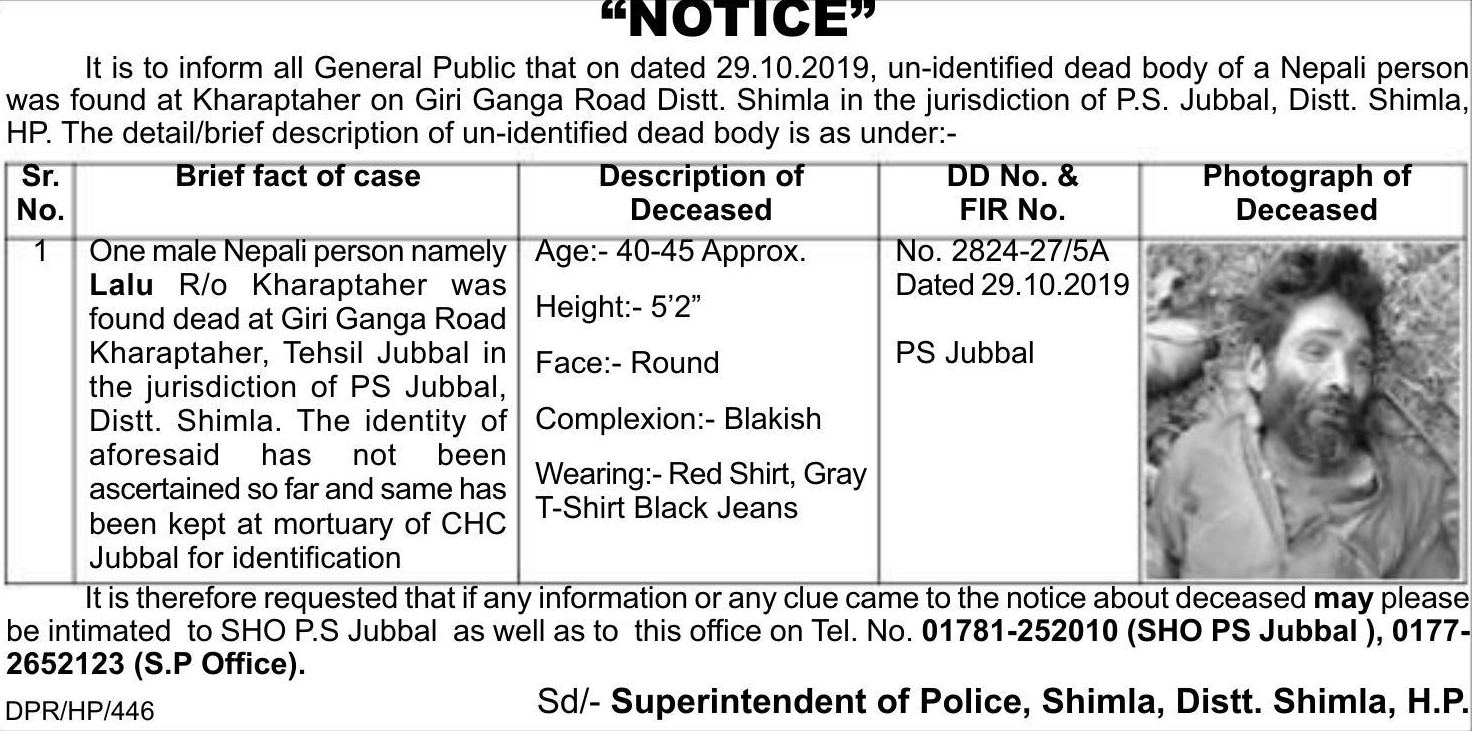 “NOTICE”
It is to inform all General Public that on dated 29.10.2019, un-identified dead body of a Nepali person
was found at Kharaptaher on Giri Ganga Road Distt. Shimla in the jurisdiction of P.S. Jubbal, Distt. Shimla,
HP. The detail/brief description of un-identified dead body is as under:-
Sr.
No.
Brief fact of case
Description of
Deceased
DD No. &
FIR No.
Photograph of
Deceased
1
One male Nepali person namely
Lalu R/o Kharaptaher was
found dead at Giri Ganga Road
Kharaptaher, Tehsil Jubbal in
the jurisdiction of PS Jubbal,
Distt. Shimla. The identity of
aforesaid has not been
ascertained so far and same has
been kept at mortuary of CHC
Jubbal for identification
Age:- 40-45 Approx.
Height:- 5’2”
Face:- Round
Complexion:- Blakish
Wearing:- Red Shirt, Gray
T-Shirt Black Jeans
No. 2824-27/5A
Dated 29.10.2019
PS Jubbal
It is therefore requested that if any information or any clue came to the notice about deceased may please
be intimated to SHO P.S Jubbal as well as to this office on Tel. No. 01781-252010 (SHO PS Jubbal ), 0177-
2652123 (S.P Office).
Sd/- Superintendent of Police, Shimla, Distt. Shimla, H.P.
DPR/HP/446